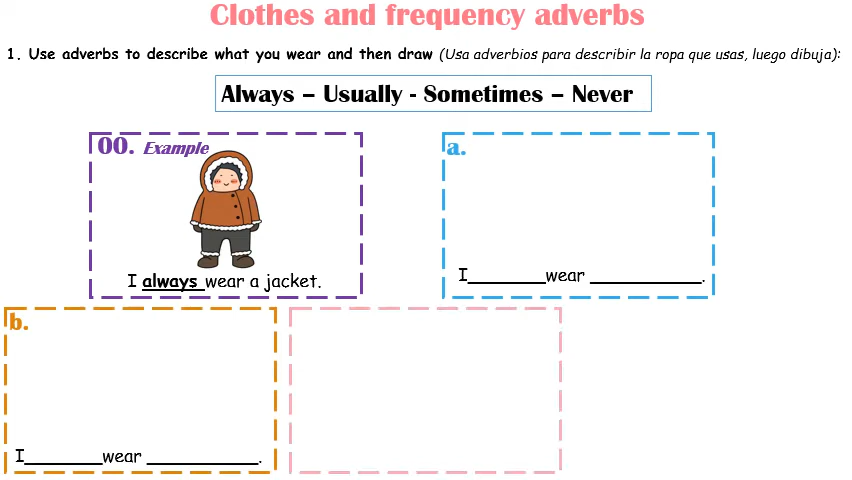 Clothes and frequency adverbs
1. Use adverbs to describe what you wear and then draw (Usa adverbios para describir la ropa que usas, luego dibuja):
Always – Usually - Sometimes – Never
00. Example
I always wear a jacket.
a.
I_______wear __________.
b.
I_______wear __________.